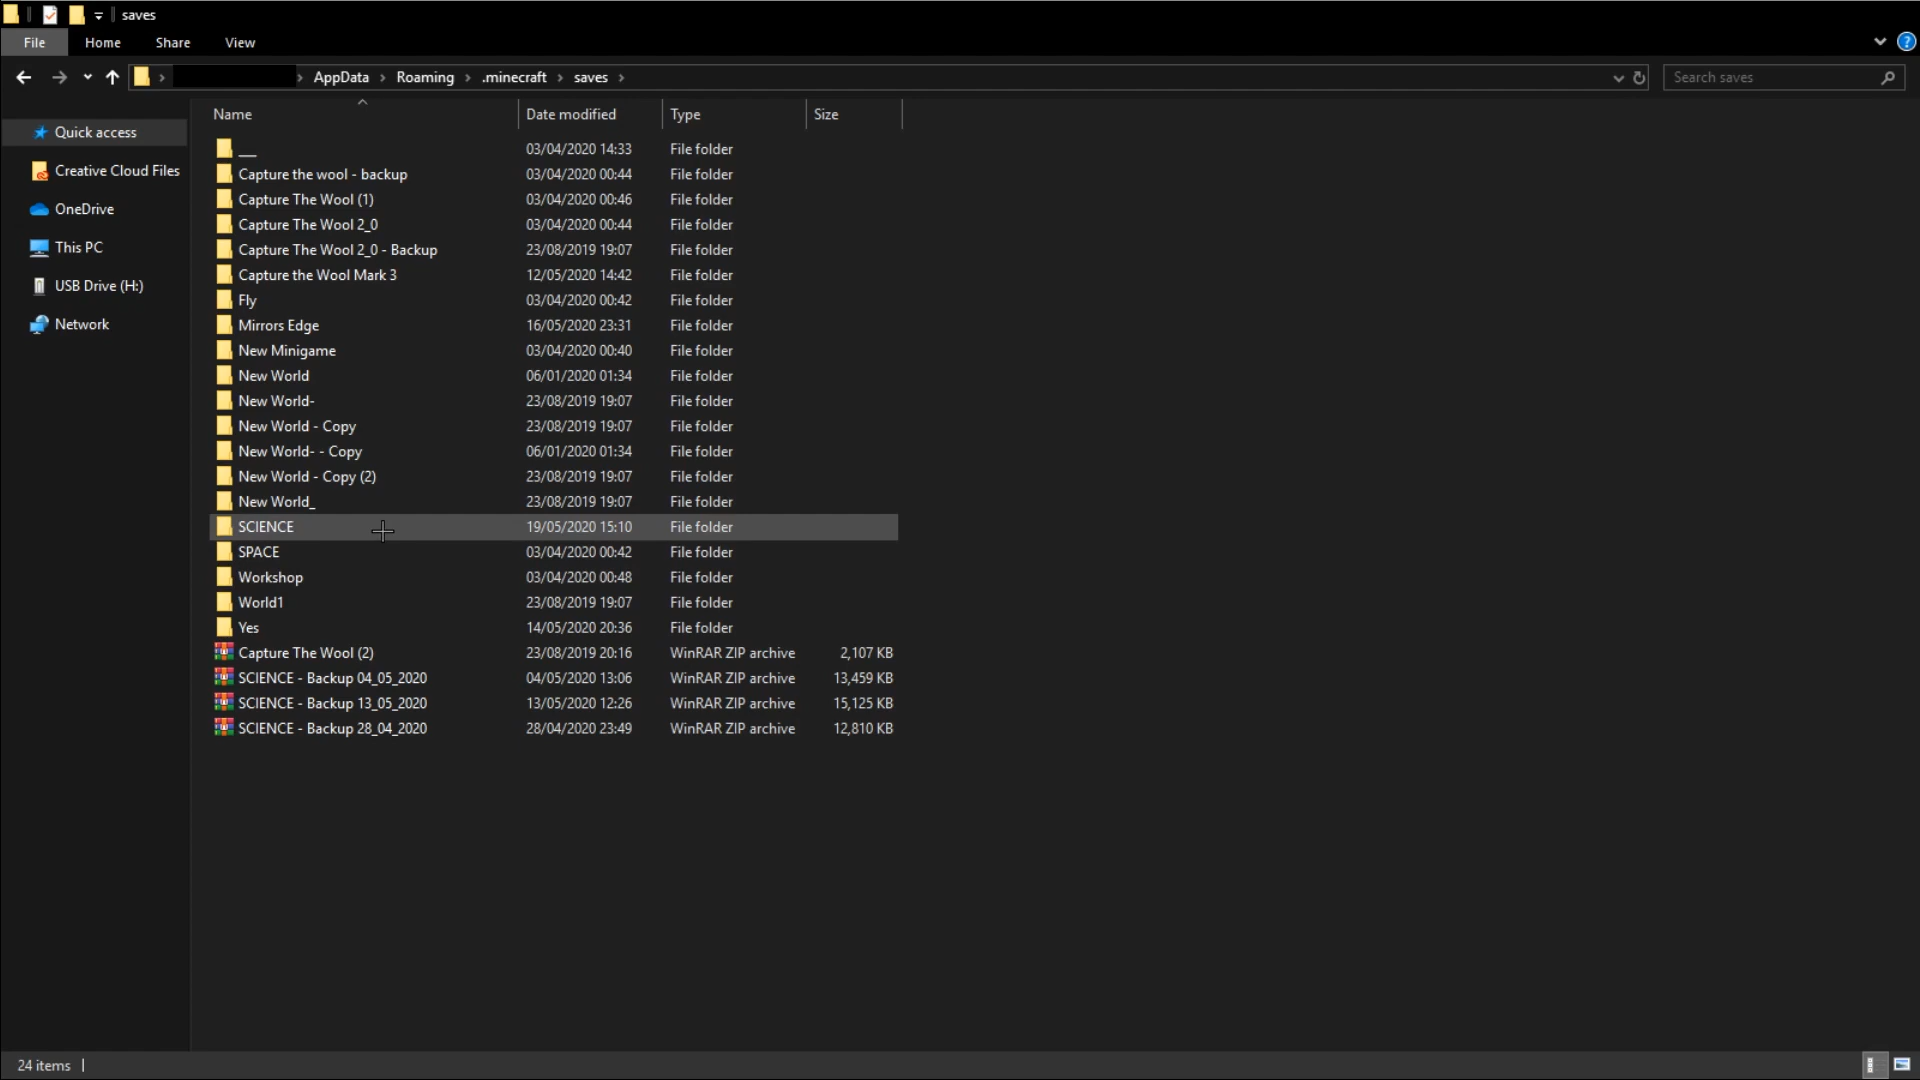 saves
File Home Share View
AppData Roaming .minecraft saves Search saves
Name Date modified Type Size
Quick access
Creative Cloud Files
OneDrive
This PC
USB Drive (H:)
Network
__ 03/04/2020 14:33 File folder
Capture the wool - backup 03/04/2020 00:44 File folder
Capture The Wool (1) 03/04/2020 00:46 File folder
Capture The Wool 2_0 03/04/2020 00:44 File folder
Capture The Wool 2_0 - Backup 23/08/2019 19:07 File folder
Capture the Wool Mark 3 12/05/2020 14:42 File folder
Fly 03/04/2020 00:42 File folder
Mirrors Edge 16/05/2020 23:31 File folder
New Minigame 03/04/2020 00:40 File folder
New World 06/01/2020 01:34 File folder
New World- 23/08/2019 19:07 File folder
New World - Copy 23/08/2019 19:07 File folder
New World- - Copy 06/01/2020 01:34 File folder
New World - Copy (2) 23/08/2019 19:07 File folder
New World_ 23/08/2019 19:07 File folder
SCIENCE 19/05/2020 15:10 File folder
SPACE 03/04/2020 00:42 File folder
Workshop 03/04/2020 00:48 File folder
World1 23/08/2019 19:07 File folder
Yes 14/05/2020 20:36 File folder
Capture The Wool (2) 23/08/2019 20:16 WinRAR ZIP archive 2,107 KB
SCIENCE - Backup 04_05_2020 04/05/2020 13:06 WinRAR ZIP archive 13,459 KB
SCIENCE - Backup 13_05_2020 13/05/2020 12:26 WinRAR ZIP archive 15,125 KB
SCIENCE - Backup 28_04_2020 28/04/2020 23:49 WinRAR ZIP archive 12,810 KB
24 items